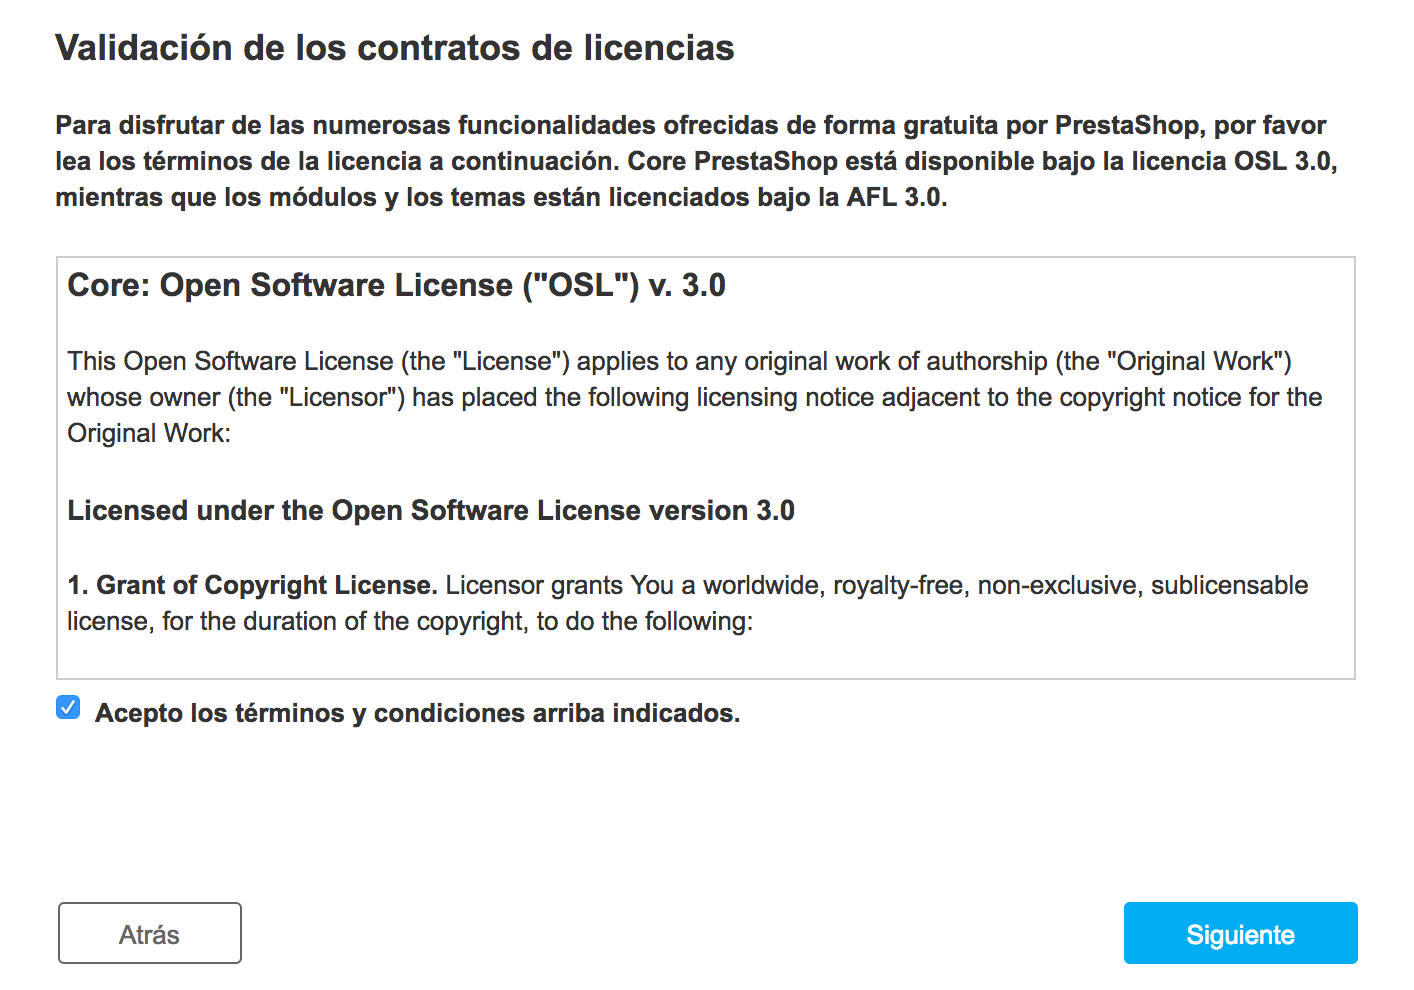 Validación de los contratos de licencias
Para disfrutar de las numerosas funcionalidades ofrecidas de forma gratuita por PrestaShop, por favor
lea los términos de la licencia a continuación. Core PrestaShop está disponible bajo la licencia OSL 3.0,
mientras que los módulos y los temas están licenciados bajo la AFL 3.0.
Core: Open Software License ("OSL") v. 3.0
This Open Software License (the "License") applies to any original work of authorship (the "Original Work")
whose owner (the "Licensor") has placed the following licensing notice adjacent to the copyright notice for the
Original Work:
Licensed under the Open Software License version 3.0
1. Grant of Copyright License. Licensor grants You a worldwide, royalty-free, non-exclusive, sublicensable
license, for the duration of the copyright, to do the following:
Acepto los términos y condiciones arriba indicados.
Atrás
Siguiente